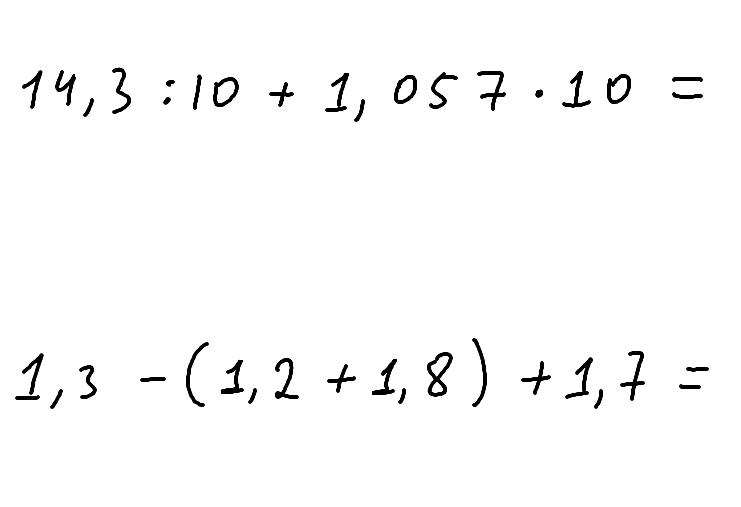 14,3 : 10 + 1,057 · 10 =
1,3 - (1,2 + 1,8) + 1,7 =